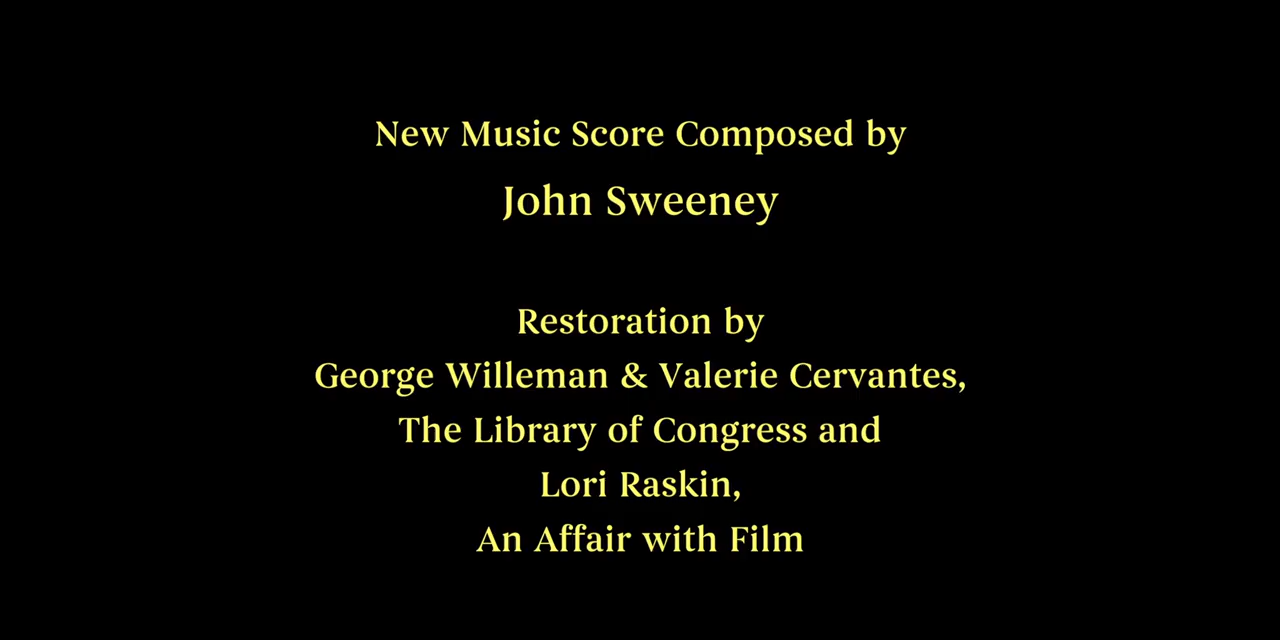 New Music Score Composed by
John Sweeney
Restoration by
George Willeman & Valerie Cervantes,
The Library of Congress and
Lori Raskin,
An Affair with Film